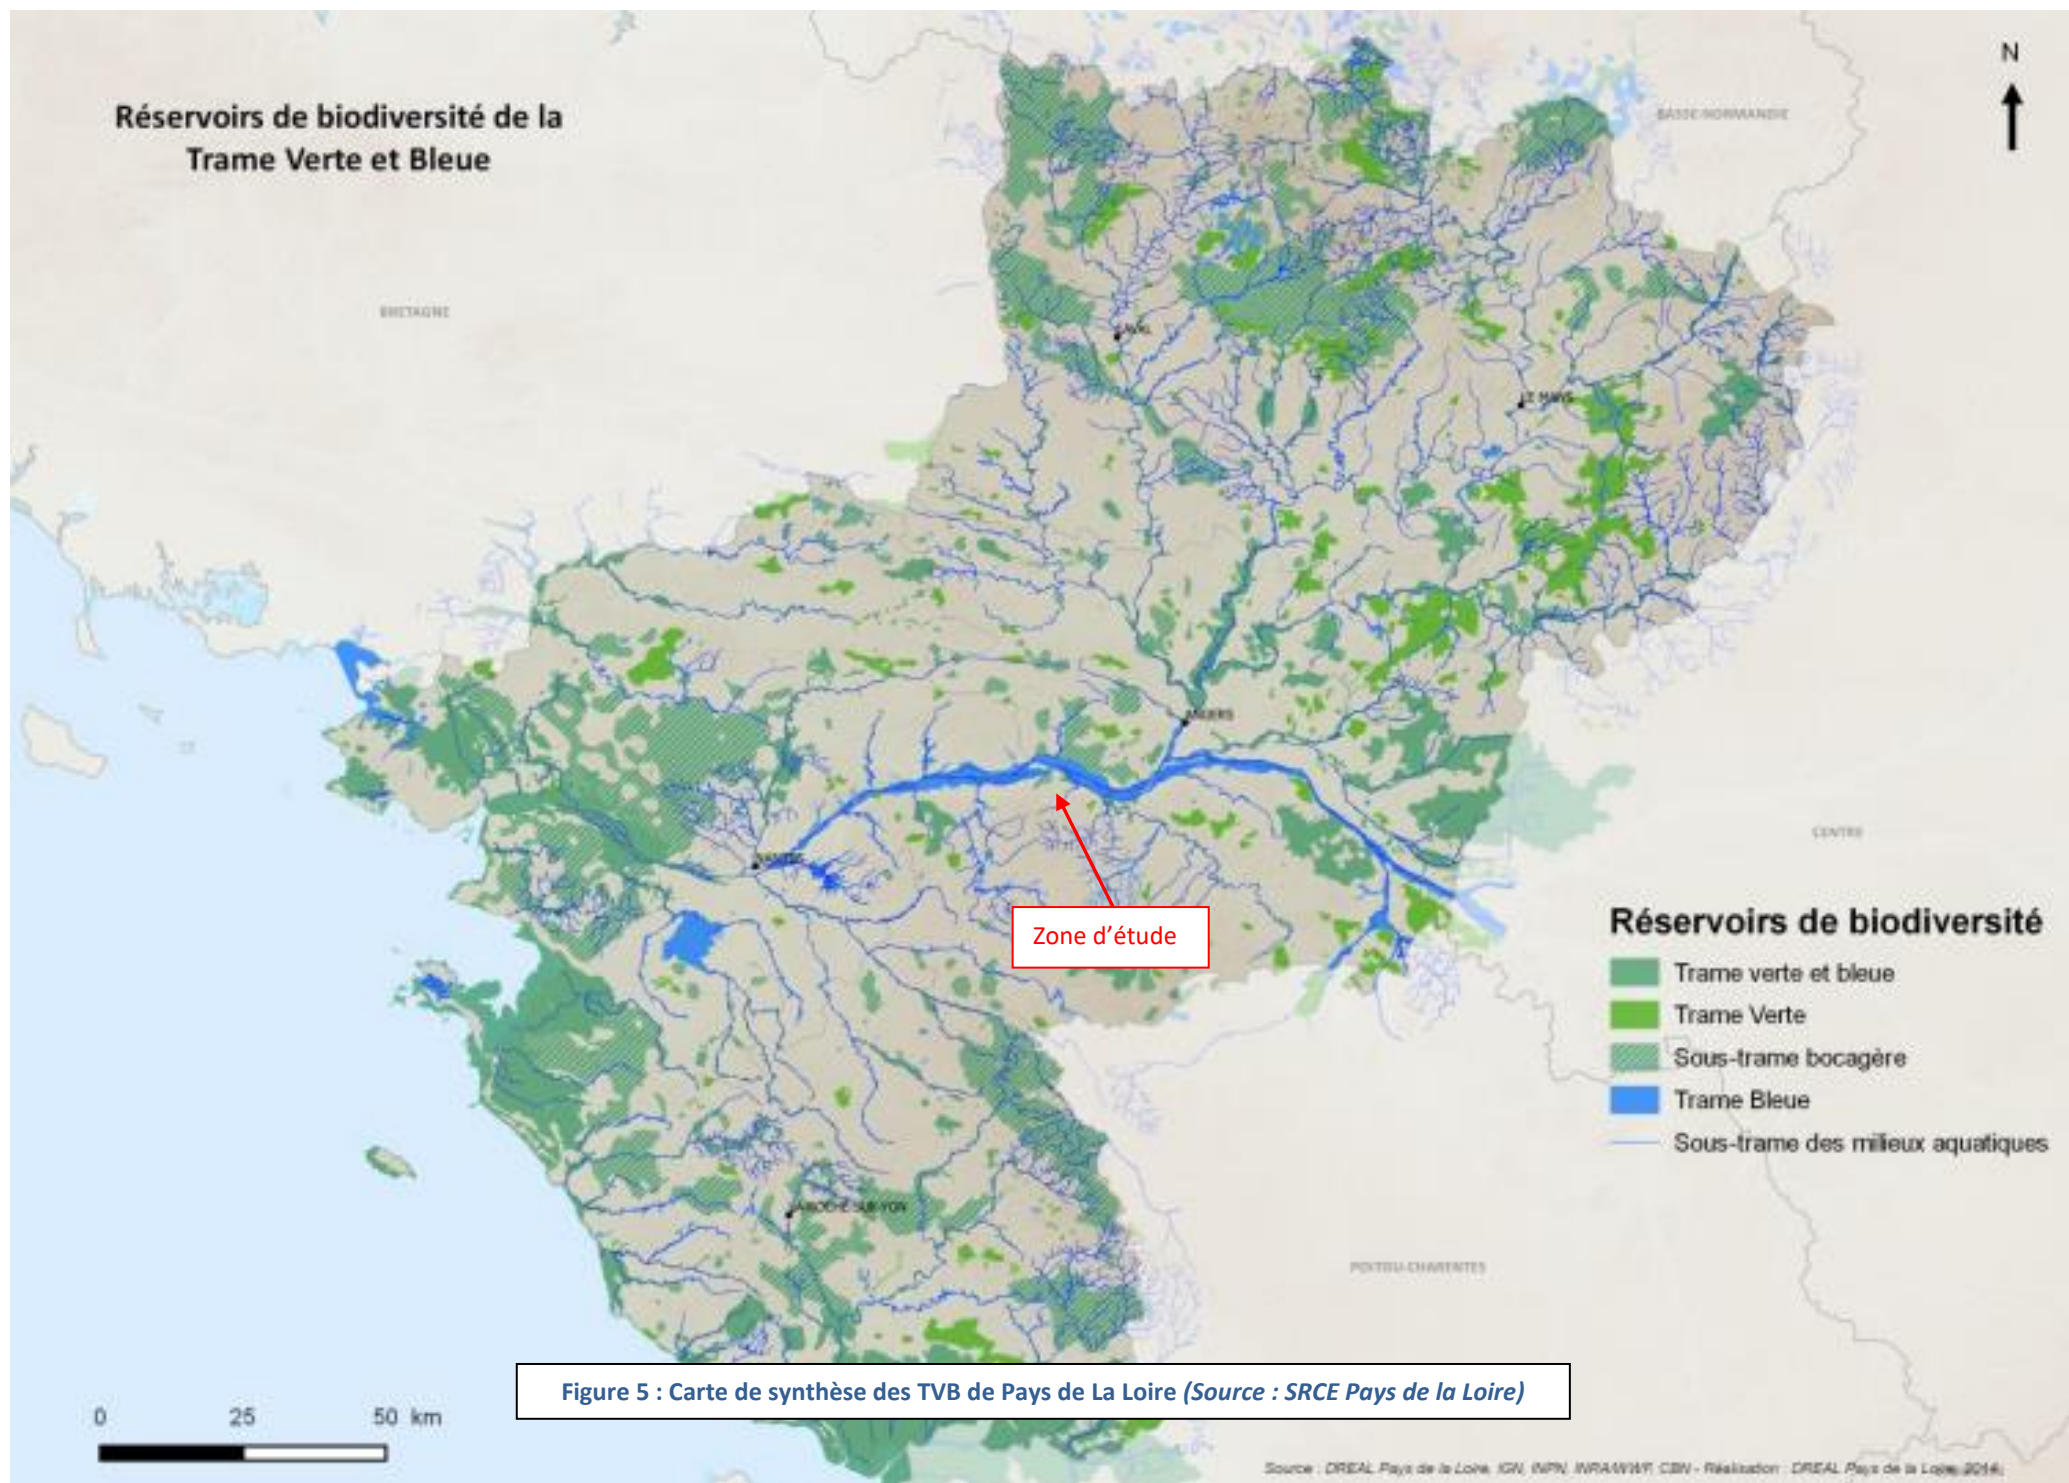 Réservoirs de biodiversité de la
Trame Verte et Bleue
N
BASSE-NORMANDIE
BRETAGNE
LAVAL
LE MANS
ANGERS
NANTES
CENTRE
Zone d'étude
Réservoirs de biodiversité
Trame verte et bleue
Trame Verte
Sous-trame bocagère
Trame Bleue
Sous-trame des milieux aquatiques
LA ROCHE-SUR-YON
POITOU-CHARENTES
Figure 5 : Carte de synthèse des TVB de Pays de La Loire (Source : SRCE Pays de la Loire)
0 25 50 km
Source : DREAL Pays de la Loire, IGN, INPN, INRA/WWF, CBN - Réalisation : DREAL Pays de la Loire, 2014